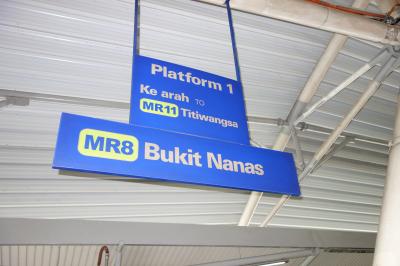 Platform 1
Ke arah TO
MR11 Titiwangsa
MR8 Bukit Nanas